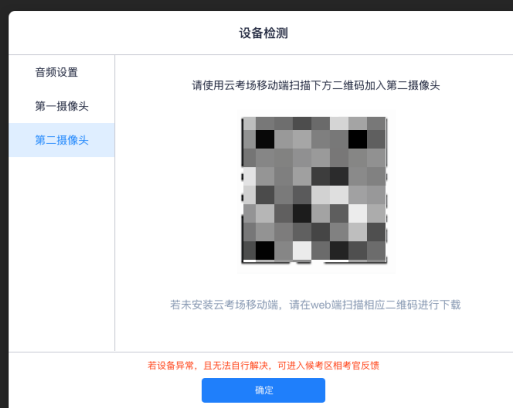 设备检测
音频设置
第一摄像头
第二摄像头
请使用云考场移动端扫描下方二维码加入第二摄像头
若未安装云考场移动端，请在web端扫描相应二维码进行下载
若设备异常，且无法自行解决，可进入候考区相考官反馈
确定